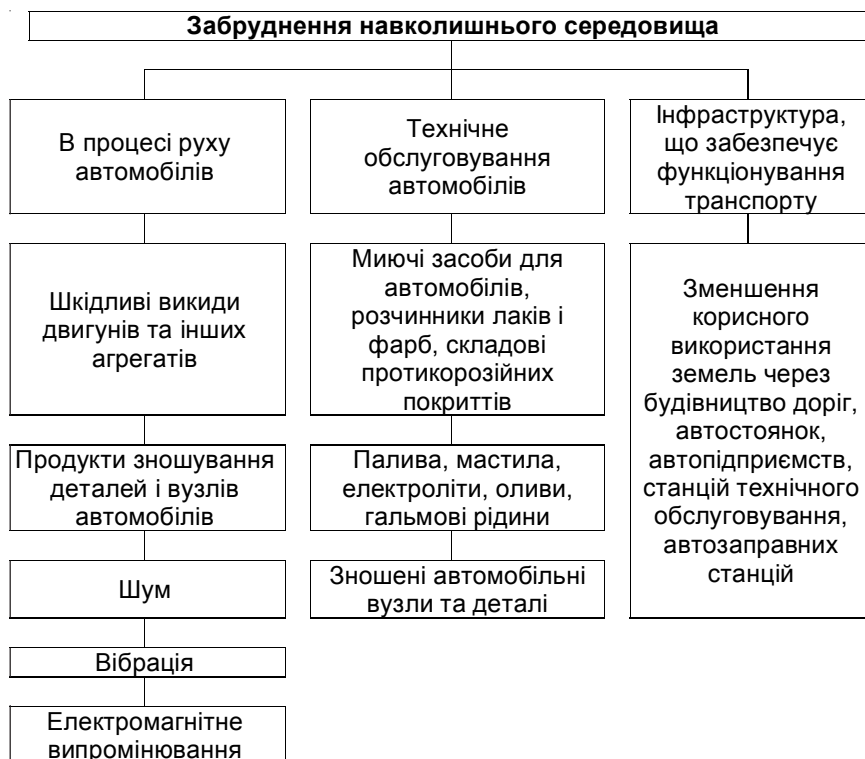 Забруднення навколишнього середовища
В процесі руху
автомобілів
Технічне
обслуговування
автомобілів
Інфраструктура,
що забезпечує
функціонування
транспорту
Шкідливі викиди
двигунів та інших
агрегатів
Миючі засоби для
автомобілів,
розчинники лаків і
фарб, складові
протикорозійних
покриттів
Зменшення
корисного
використання
земель через
будівництво доріг,
автостоянок,
автопідприємств,
станцій технічного
обслуговування,
автозаправних
станцій
Продукти зношування
деталей і вузлів
автомобілів
Палива, мастила,
електроліти, оливи,
гальмові рідини
Шум
Зношені автомобільні
вузли та деталі
Вібрація
Електромагнітне
випромінювання